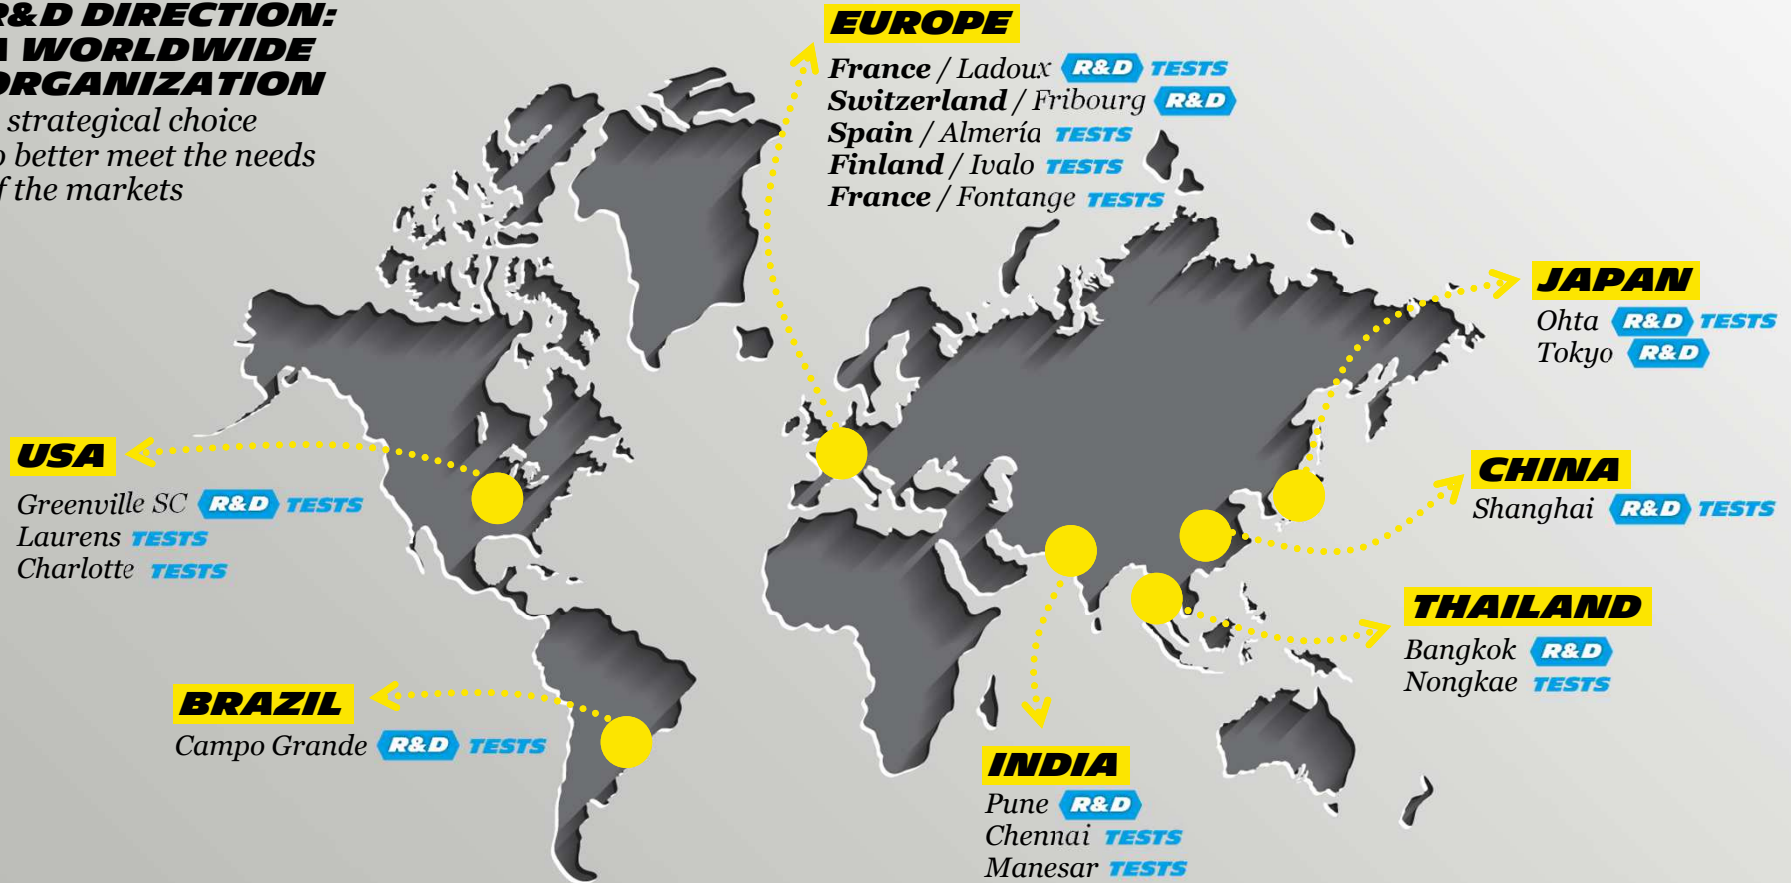 R&D DIRECTION:
A WORLDWIDE
ORGANIZATION
strategical choice
o better meet the needs
of the markets
EUROPE
France / Ladoux R&D TESTS
Switzerland / Fribourg R&D
Spain / Almería TESTS
Finland / Ivalo TESTS
France / Fontange TESTS
JAPAN
Ohta R&D TESTS
Tokyo R&D
USA
Greenville SC R&D TESTS
Laurens TESTS
Charlotte TESTS
CHINA
Shanghai R&D TESTS
THAILAND
Bangkok R&D
Nongkae TESTS
BRAZIL
Campo Grande R&D TESTS
INDIA
Pune R&D
Chennai TESTS
Manesar TESTS